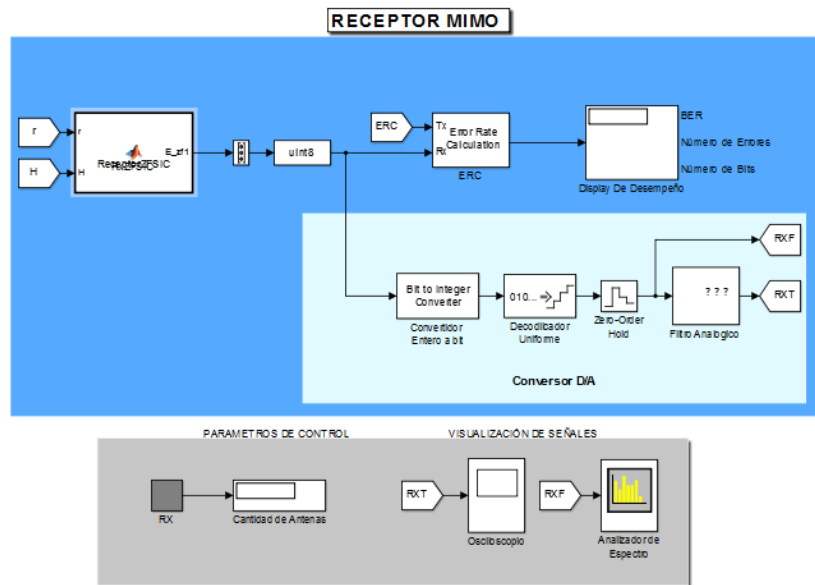 RECEPTOR MIMO
r
H
r
H
E_zf1
uint8
ERC
Tx
Rx
Error Rate
Calculation
ERC
BER
Número de Errores
Número de Bits
Display De Desempeño
Bit to Integer
Converter
Convertidor
Entero a bit
010...
Decodificador
Uniforme
Zero-Order
Hold
? ? ?
Filtro Analogico
RXF
RXT
Conversor D/A
PARAMETROS DE CONTROL
VISUALIZACIÓN DE SEÑALES
RX
Cantidad de Antenas
RXT
Osciloscopio
RXF
Analizador de
Espectro